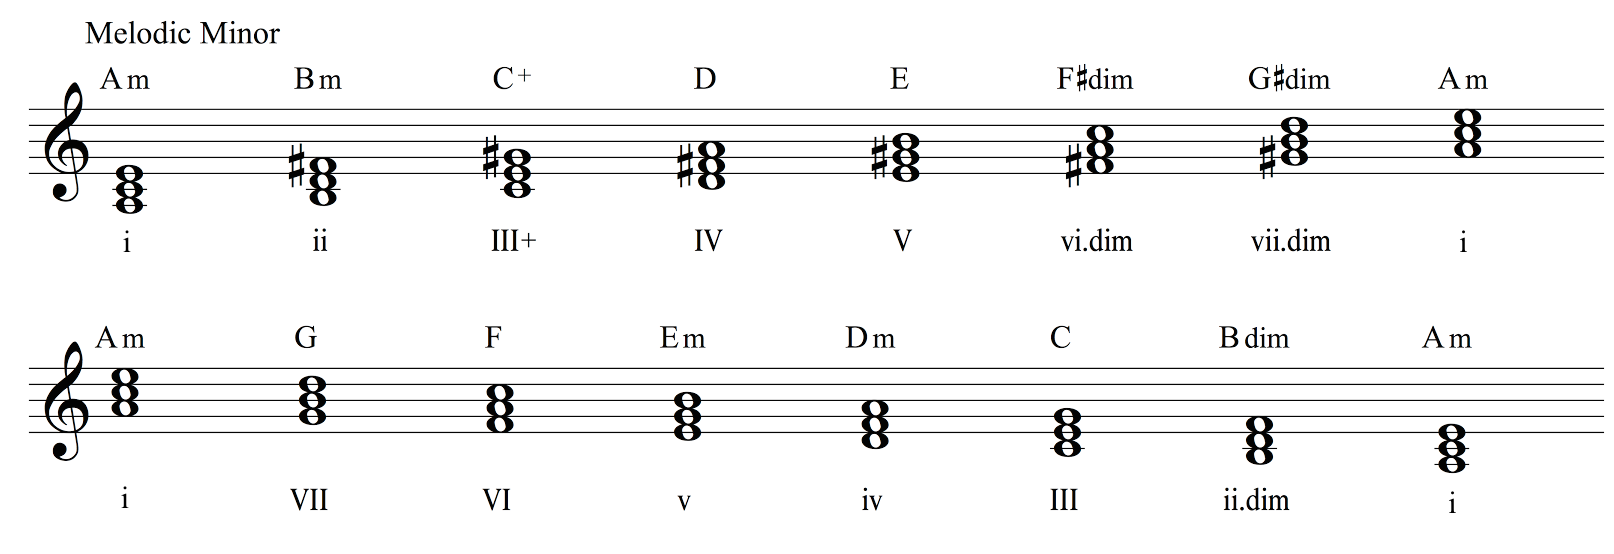 Melodic Minor
Am Bm C+ D E F#dim G#dim Am
i ii III+ IV V vi.dim vii.dim i
Am G F Em Dm C Bdim Am
i VII VI v iv III ii.dim i